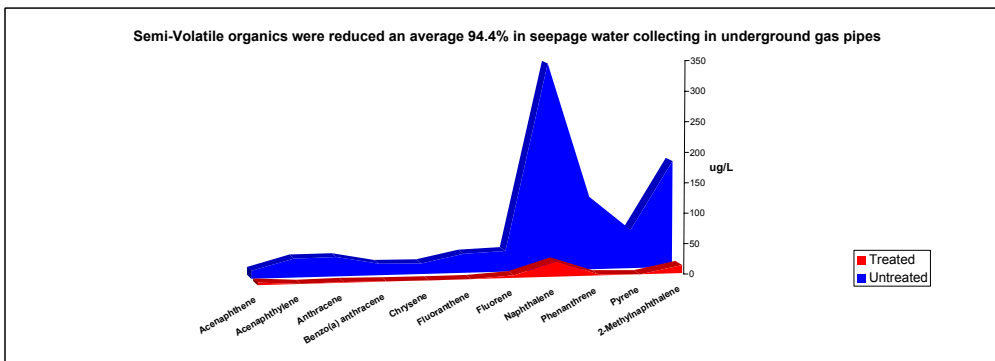 Semi-Volatile organics were reduced an average 94.4% in seepage water collecting in underground gas pipes
350
300
250
200
150
100
50
0
ug/L
Acenaphthene
Acenaphthylene
Anthracene
Benzo(a) anthracene
Chrysene
Fluoranthene
Fluorene
Naphthalene
Phenanthrene
Pyrene
2-Methylnaphthalene
Treated
Untreated